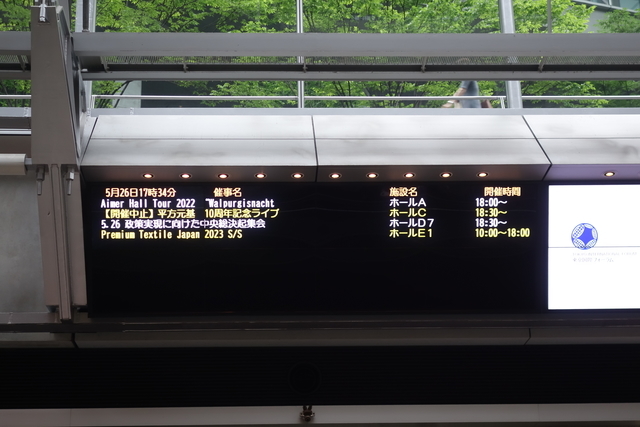 5月26日17時34分 催事名 施設名 開催時間
Aimer Hall Tour 2022 "Walpurgisnacht ホールA 18:00～
【開催中止】平方元基 10周年記念ライブ ホールC 18:30～
5.26 政策実現に向けた中央総決起集会 ホールD7 18:30～
Premium Textile Japan 2023 S/S ホールE1 10:00～18:00